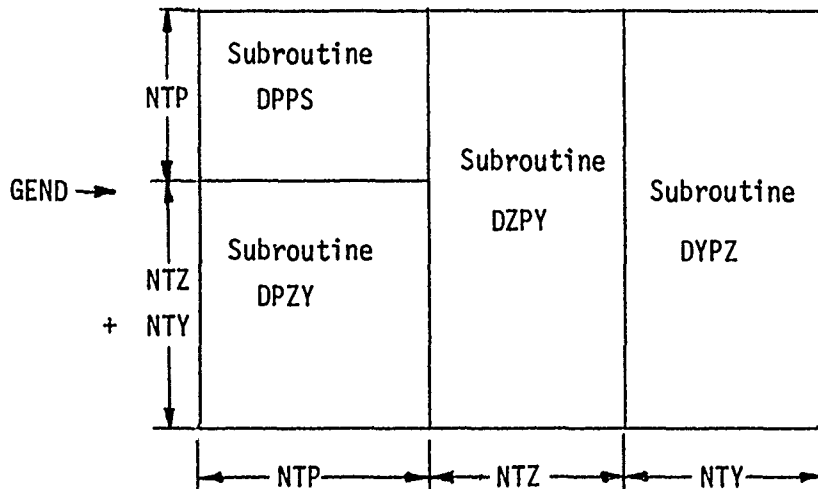 Subroutine
DPPS
NTP
Subroutine
DZPY
Subroutine
DYPZ
GEND
Subroutine
DPZY
NTZ
+ NTY
NTP
NTZ
NTY